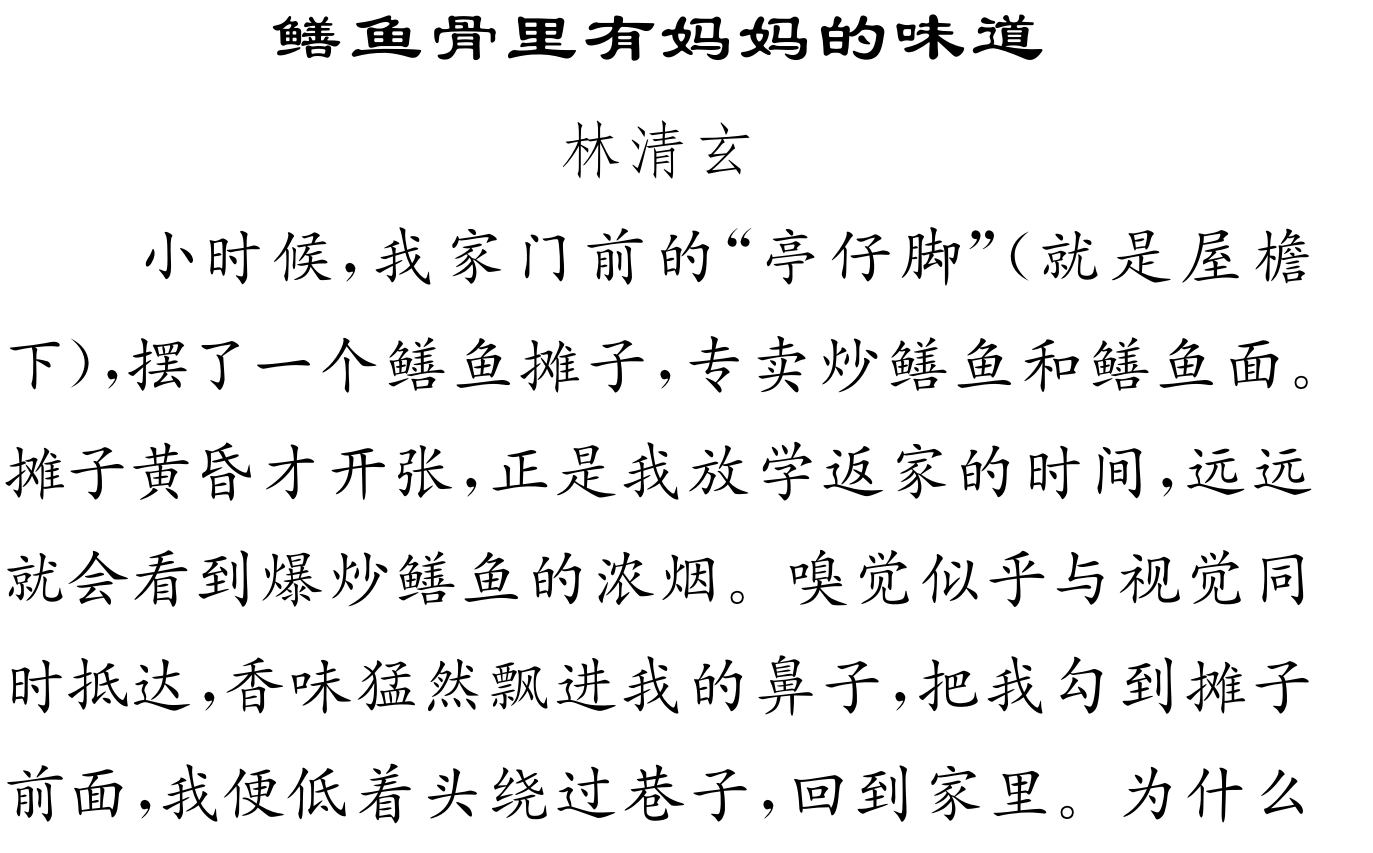 鳝鱼骨里有妈妈的味道
林清玄
小时候,我家门前的“亭仔脚”(就是屋檐
下),摆了一个鳝鱼摊子,专卖炒鳝鱼和鳝鱼面。
摊子黄昏才开张,正是我放学返家的时间,远远
就会看到爆炒鳝鱼的浓烟。嗅觉似乎与视觉同
时抵达,香味猛然飘进我的鼻子,把我勾到摊子
前面,我便低着头绕过巷子,回到家里。为什么